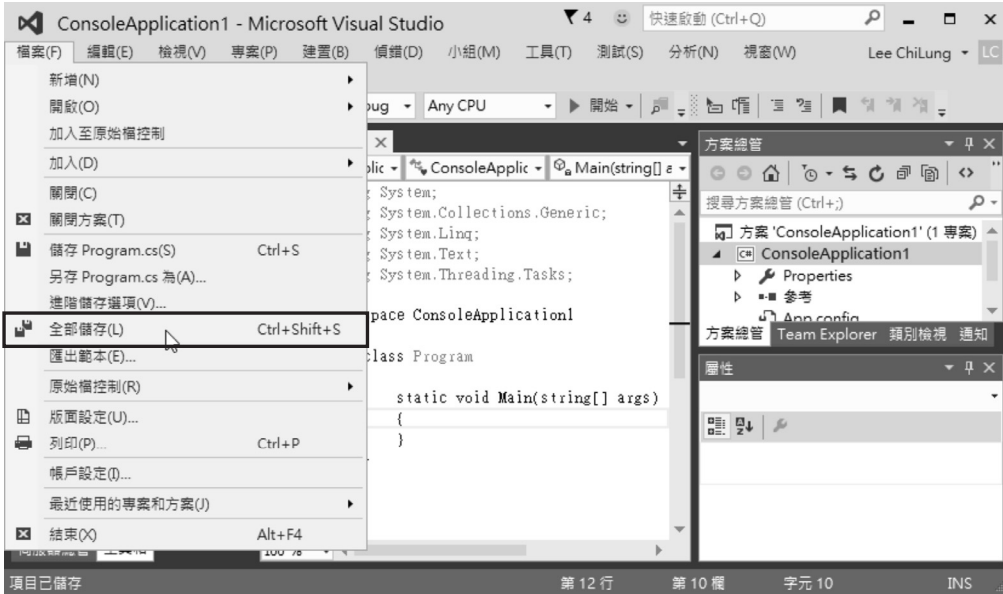 ConsoleApplication1 - Microsoft Visual Studio
4
快速啟動 (Ctrl+Q)
檔案(F) 編輯(E) 檢視(V) 專案(P) 建置(B) 偵錯(D) 小組(M) 工具(T) 測試(S) 分析(N) 視窗(W) Lee ChiLung LC
新增(N)
開啟(O)
加入至原始檔控制
加入(D)
關閉(C)
關閉方案(T)
儲存 Program.cs(S) Ctrl+S
另存 Program.cs 為(A)...
進階儲存選項(V)...
全部儲存(L) Ctrl+Shift+S
匯出範本(E)...
原始檔控制(R)
版面設定(U)...
列印(P)... Ctrl+P
帳戶設定(I)...
最近使用的專案和方案(J)
結束(X) Alt+F4
bug Any CPU 開始
blic ConsoleApplic Main(string[] a
System;
System.Collections.Generic;
System.Linq;
System.Text;
System.Threading.Tasks;
pace ConsoleApplication1
class Program
static void Main(string[] args)
{
}
100 %
方案總管
搜尋方案總管 (Ctrl+;)
方案 'ConsoleApplication1' (1 專案)
C# ConsoleApplication1
Properties
參考
App.config
方案總管 Team Explorer 類別檢視 通知
屬性
項目已儲存 第 12 行 第 10 欄 字元 10 INS